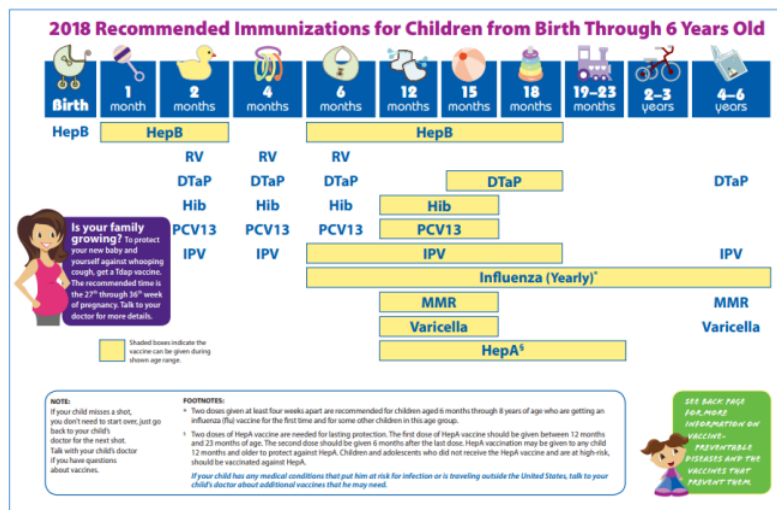 2018 Recommended Immunizations for Children from Birth Through 6 Years Old
Birth
1
month
2
months
4
months
6
months
12
months
15
months
18
months
19–23
months
2–3
years
4–6
years
HepB HepB HepB
RV RV RV
DTaP DTaP DTaP DTaP DTaP
Hib Hib Hib Hib
PCV13 PCV13 PCV13 PCV13
IPV IPV IPV IPV
Influenza (Yearly)*
MMR MMR
Varicella Varicella
HepA§
Is your family
growing? To protect
your new baby and
yourself against whooping
cough, get a Tdap vaccine.
The recommended time is
the 27th through 36th week
of pregnancy. Talk to your
doctor for more details.
Shaded boxes indicate the
vaccine can be given during
shown age range.
NOTE:
If your child misses a shot,
you don't need to start over, just go
back to your child's
doctor for the next shot.
Talk with your child's doctor
if you have questions
about vaccines.
FOOTNOTES:
* Two doses given at least four weeks apart are recommended for children aged 6 months through 8 years of age who are getting an
influenza (flu) vaccine for the first time and for some other children in this age group.
§ Two doses of HepA vaccine are needed for lasting protection. The first dose of HepA vaccine should be given between 12 months
and 23 months of age. The second dose should be given 6 months after the last dose. HepA vaccination may be given to any child
12 months and older to protect against HepA. Children and adolescents who did not receive the HepA vaccine and are at high-risk,
should be vaccinated against HepA.
If your child has any medical conditions that put him at risk for infection or is traveling outside the United States, talk to your
child's doctor about additional vaccines that he may need.
SEE BACK PAGE
FOR MORE
INFORMATION ON
VACCINE-
PREVENTABLE
DISEASES AND THE
VACCINES THAT
PREVENT THEM.